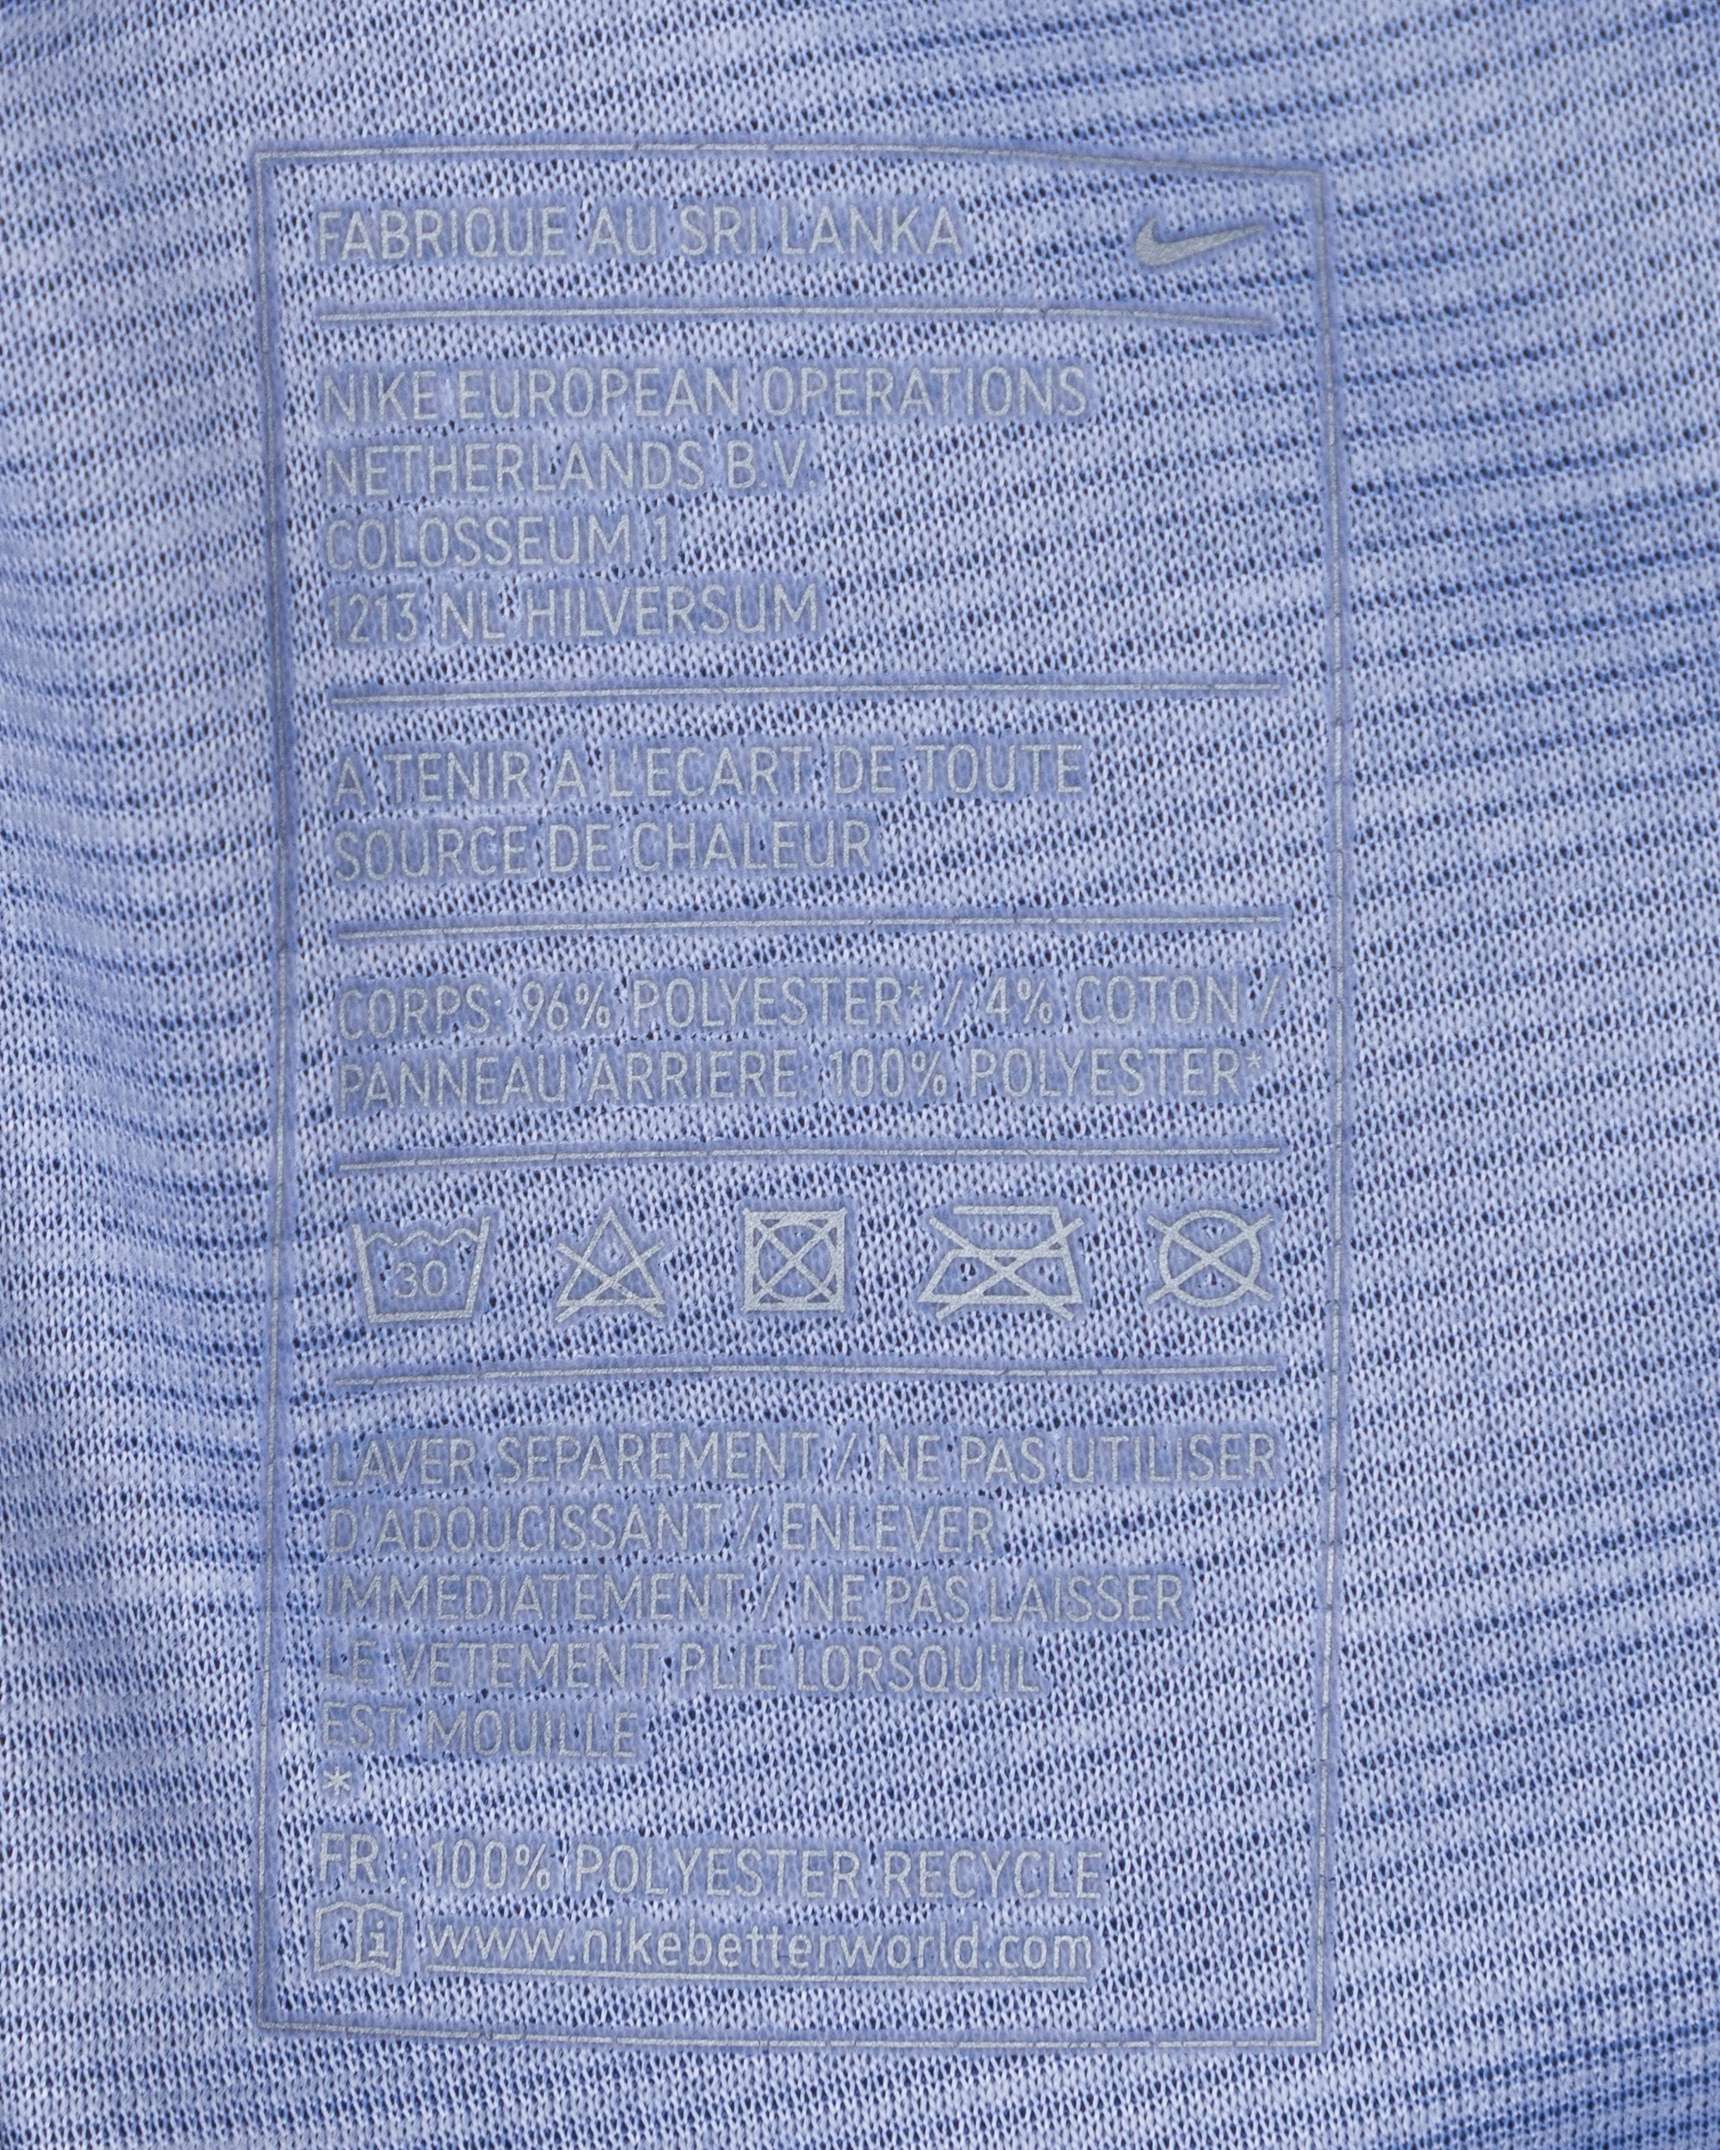 FABRIQUE AU SRI LANKA
NIKE EUROPEAN OPERATIONS
NETHERLANDS B.V.
COLOSSEUM 1
1213 NL HILVERSUM
A TENIR A L'ECART DE TOUTE
SOURCE DE CHALEUR
CORPS: 96% POLYESTER* / 4% COTON /
PANNEAU ARRIERE: 100% POLYESTER*
30
LAVER SEPAREMENT / NE PAS UTILISER
D'ADOUCISSANT / ENLEVER
IMMEDIATEMENT / NE PAS LAISSER
LE VETEMENT PLIE LORSQU'IL
EST MOUILLE
*
FR : 100% POLYESTER RECYCLE
www.nikebetterworld.com